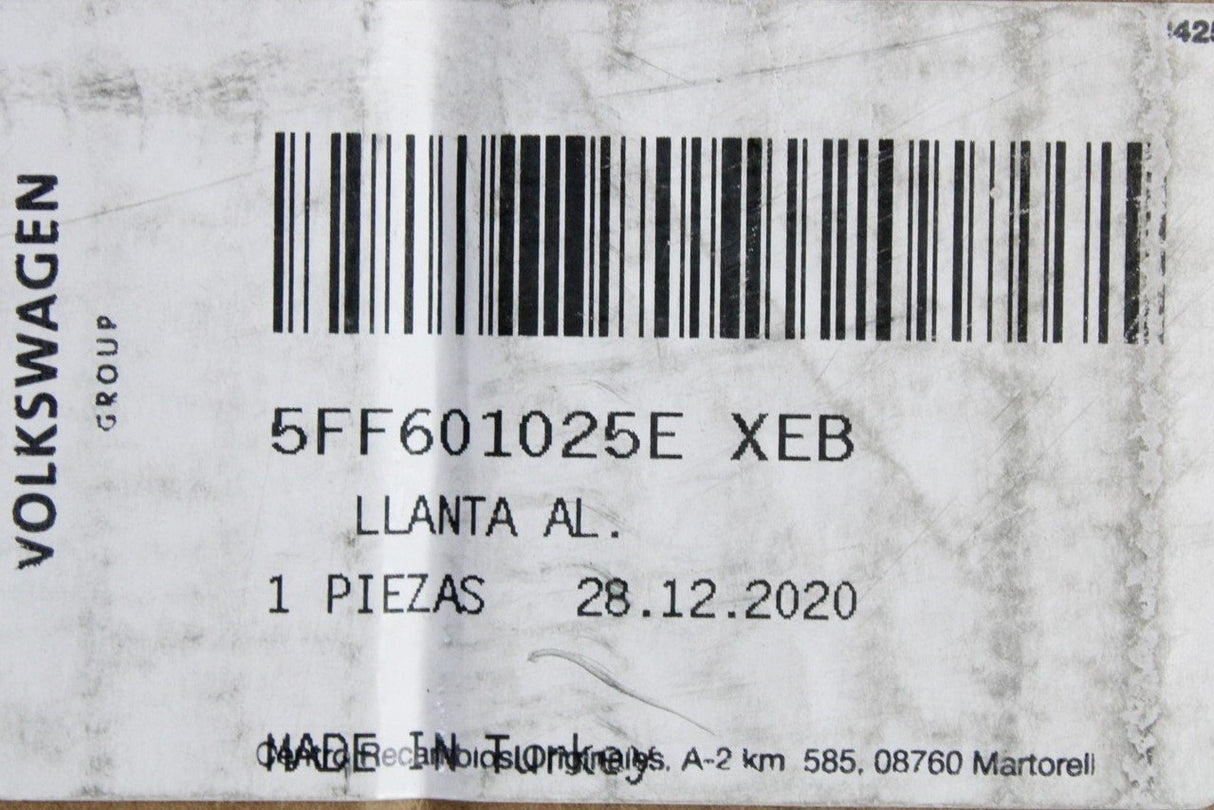 425
VOLKSWAGEN
GROUP
5FF601025E XEB
LLANTA AL.
1 PIEZAS 28.12.2020
MADE IN Turkey
Centro Recambios Originales. A-2 km 585, 08760 Martorell